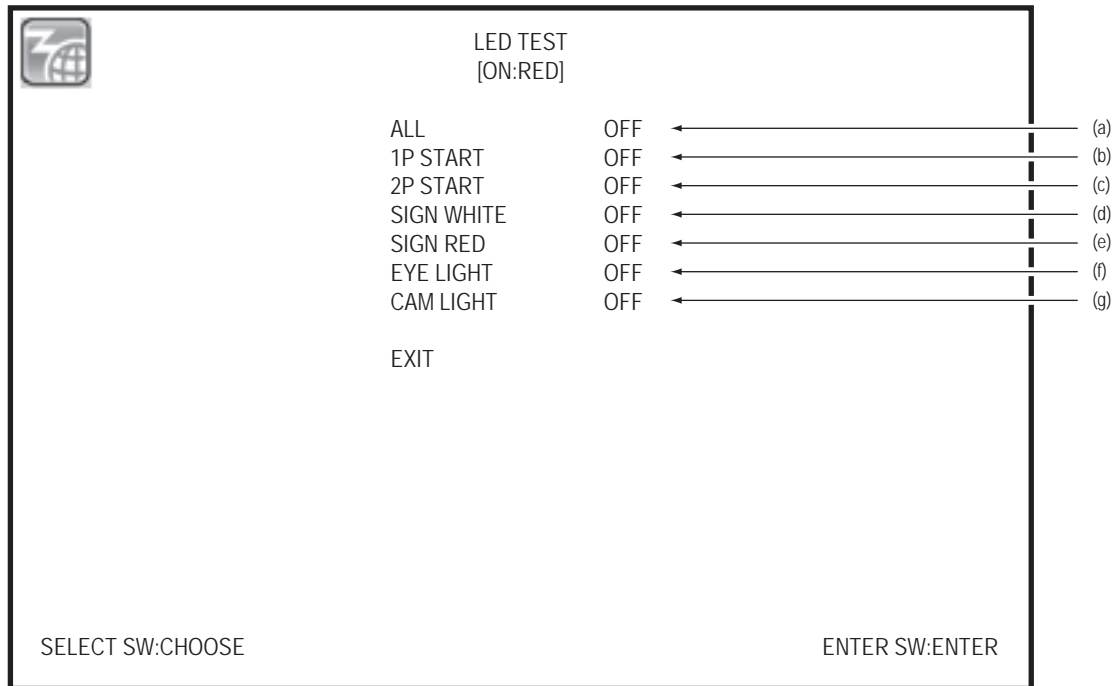 LED TEST
[ON:RED]
ALL OFF (a)
1P START OFF (b)
2P START OFF (c)
SIGN WHITE OFF (d)
SIGN RED OFF (e)
EYE LIGHT OFF (f)
CAM LIGHT OFF (g)
EXIT
SELECT SW:CHOOSE ENTER SW:ENTER